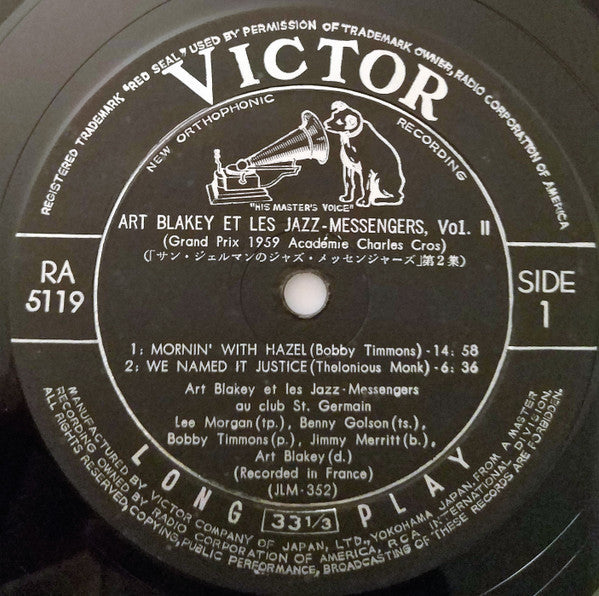 REGISTERED TRADEMARK "RED SEAL" USED BY PERMISSION OF TRADEMARK OWNER, RADIO CORPORATION OF AMERICA
VICTOR
NEW ORTHOPHONIC RECORDING
"HIS MASTER'S VOICE"
ART BLAKEY ET LES JAZZ-MESSENGERS, Vol. II
(Grand Prix 1959 Académie Charles Cros)
(「サン・ジェルマンのジャズ・メッセンジャーズ」第2集)
RA
5119
SIDE
1
1: MORNIN' WITH HAZEL (Bobby Timmons) - 14: 58
2: WE NAMED IT JUSTICE (Thelonious Monk) - 6: 36
Art Blakey et les Jazz-Messengers
au club St. Germain
Lee Morgan (tp.), Benny Golson (ts.),
Bobby Timmons (p.), Jimmy Merritt (b.),
Art Blakey (d.)
(Recorded in France)
(JLM-352)
LONG 33 1/3 PLAY
MANUFACTURED BY VICTOR COMPANY OF JAPAN, LTD., YOKOHAMA, JAPAN, FROM A MASTER
RECORDING OWNED BY RADIO CORPORATION OF AMERICA, RCA INTERNATIONAL DIVISION.
ALL RIGHTS RESERVED, COPYING, PUBLIC PERFORMANCE, BROADCASTING OF THESE RECORDS ARE FORBIDDEN.